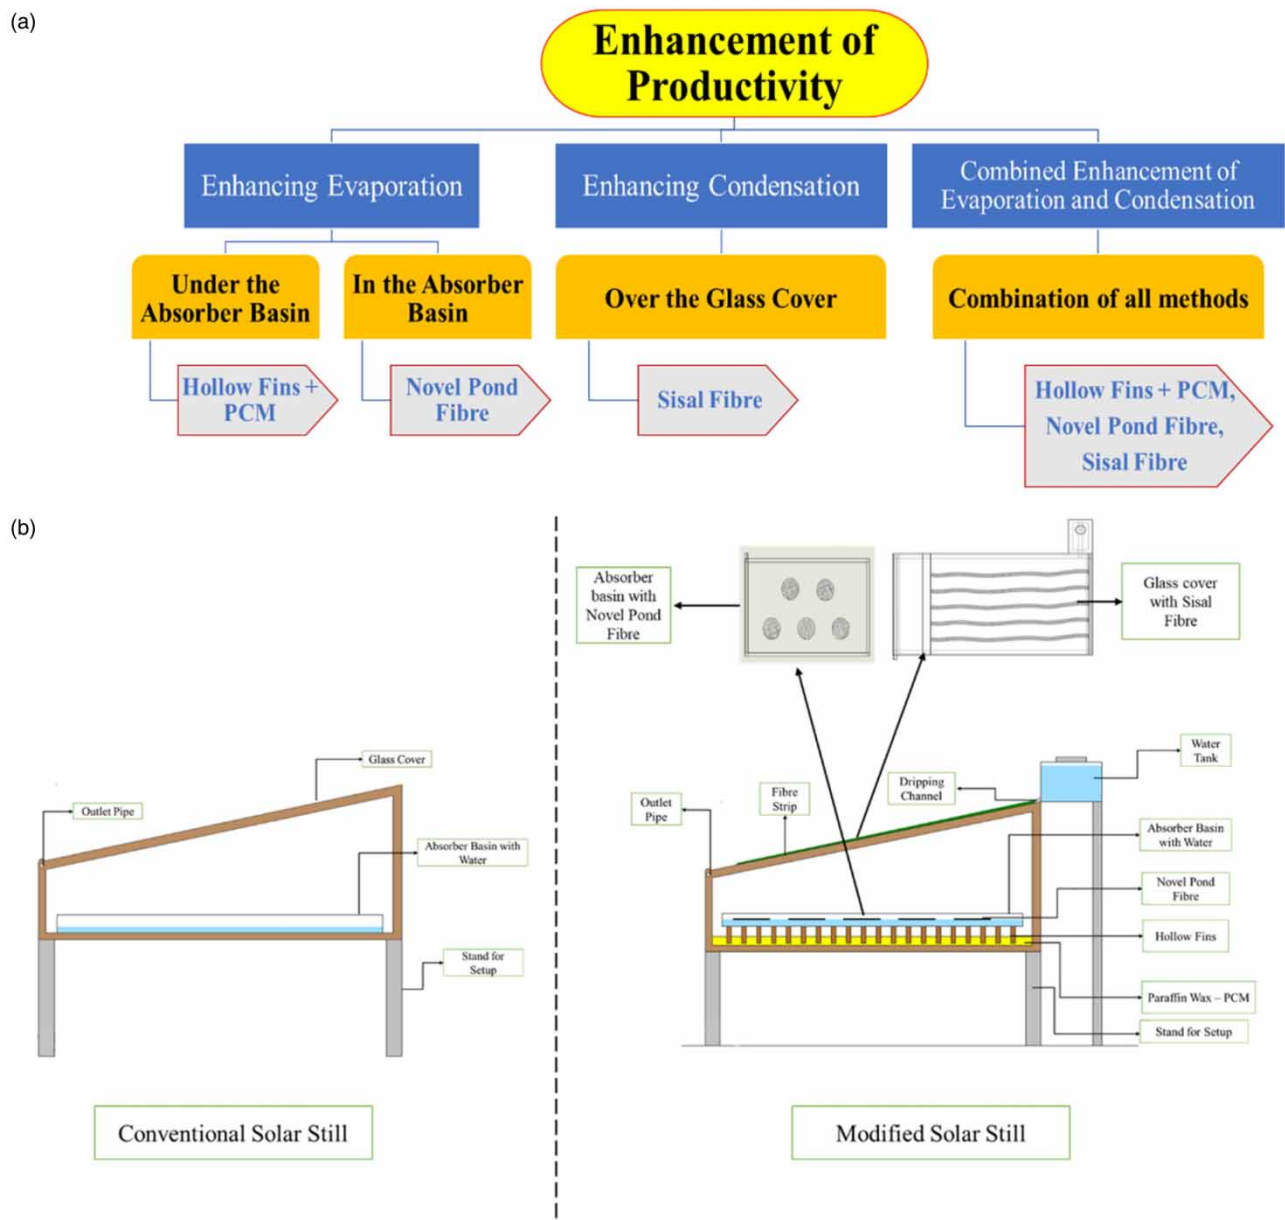 (a)
Enhancement of
Productivity
Enhancing Evaporation
Enhancing Condensation
Combined Enhancement of
Evaporation and Condensation
Under the
Absorber Basin
In the Absorber
Basin
Over the Glass Cover
Combination of all methods
Hollow Fins +
PCM
Novel Pond
Fibre
Sisal Fibre
Hollow Fins + PCM,
Novel Pond Fibre,
Sisal Fibre
(b)
Absorber
basin with
Novel Pond
Fibre
Glass cover
with Sisal
Fibre
Glass Cover
Outlet Pipe
Absorber Basin with
Water
Stand for
Setup
Conventional Solar Still
Water
Tank
Dripping
Channel
Fibre
Strip
Outlet
Pipe
Absorber Basin
with Water
Novel Pond
Fibre
Hollow Fins
Paraffin Wax – PCM
Stand for Setup
Modified Solar Still